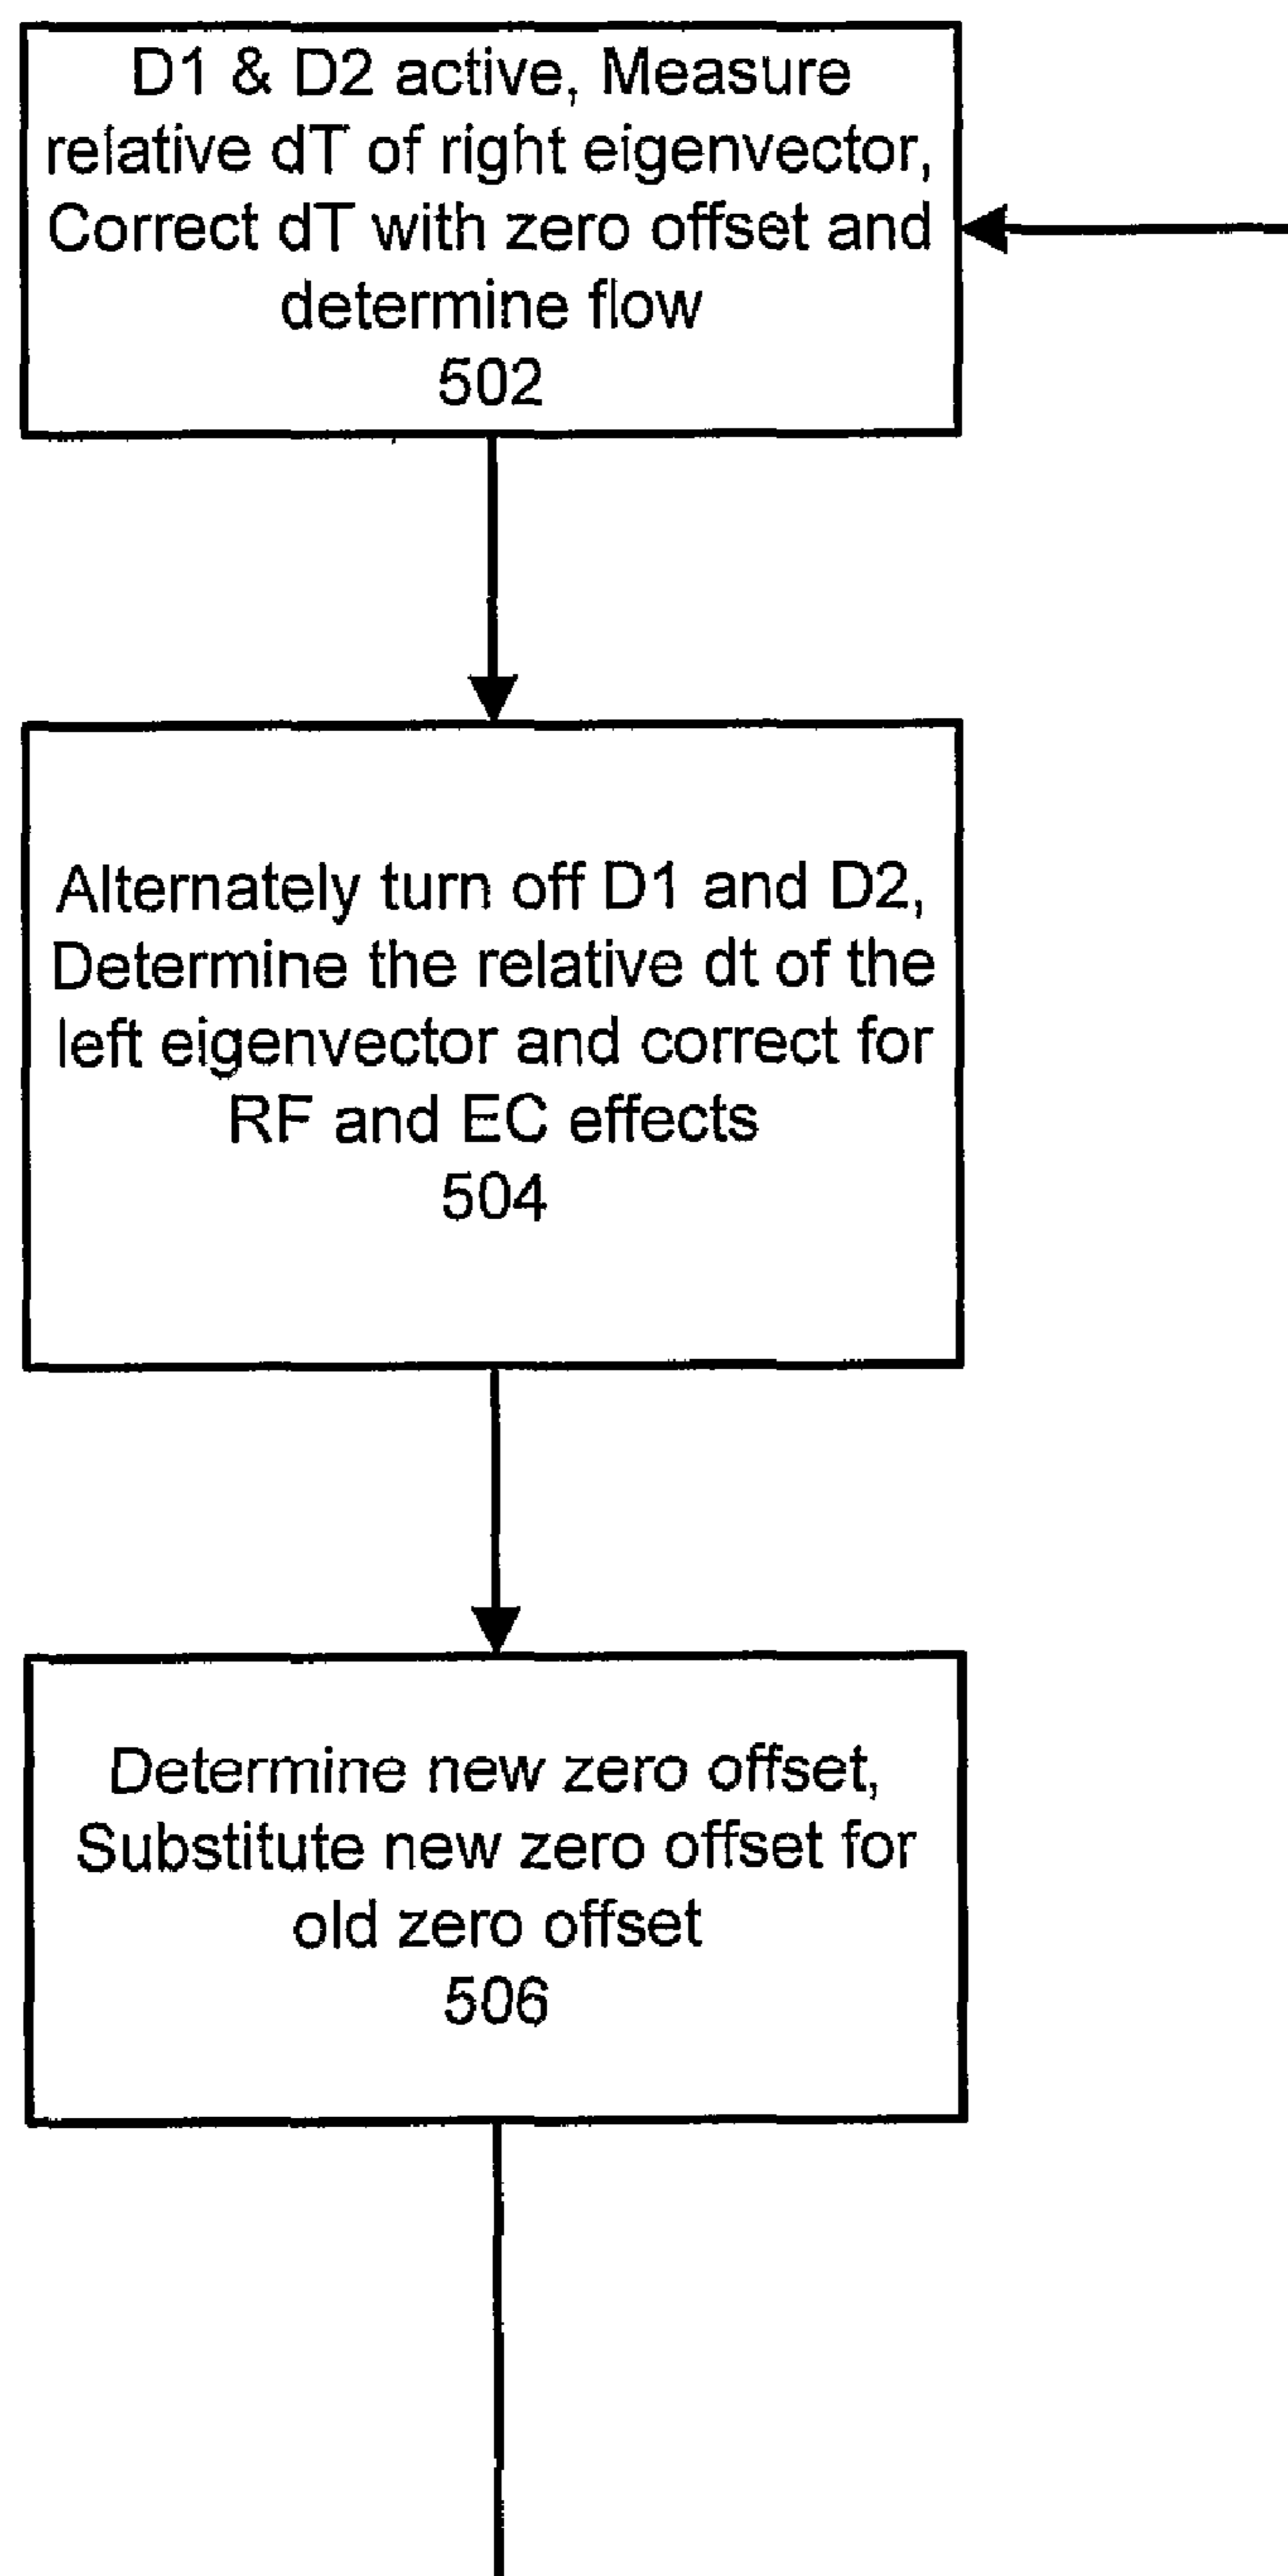 D1 & D2 active, Measure
relative dT of right eigenvector,
Correct dT with zero offset and
determine flow
502
Alternately turn off D1 and D2,
Determine the relative dt of the
left eigenvector and correct for
RF and EC effects
504
Determine new zero offset,
Substitute new zero offset for
old zero offset
506